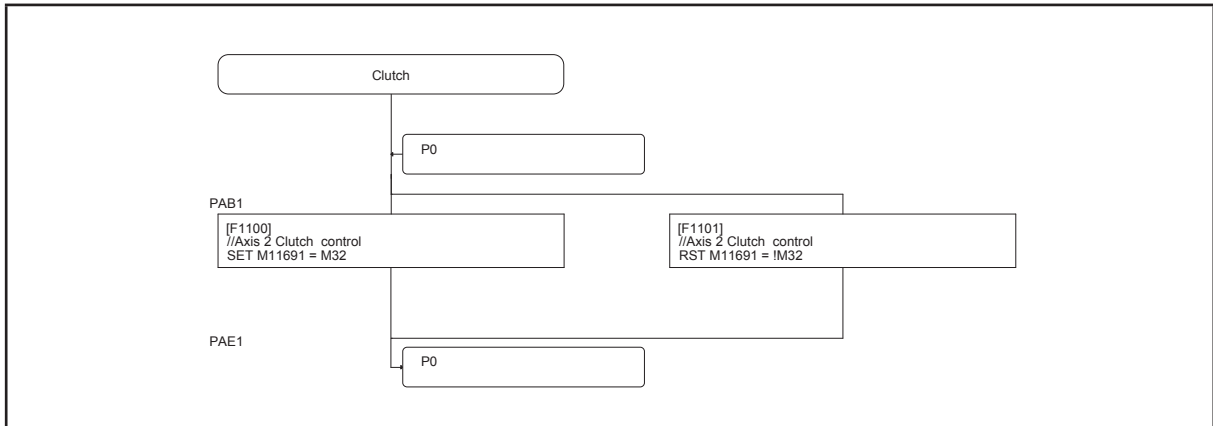 Clutch
P0
PAB1
[F1100]
//Axis 2 Clutch control
SET M11691 = M32
[F1101]
//Axis 2 Clutch control
RST M11691 = !M32
PAE1
P0